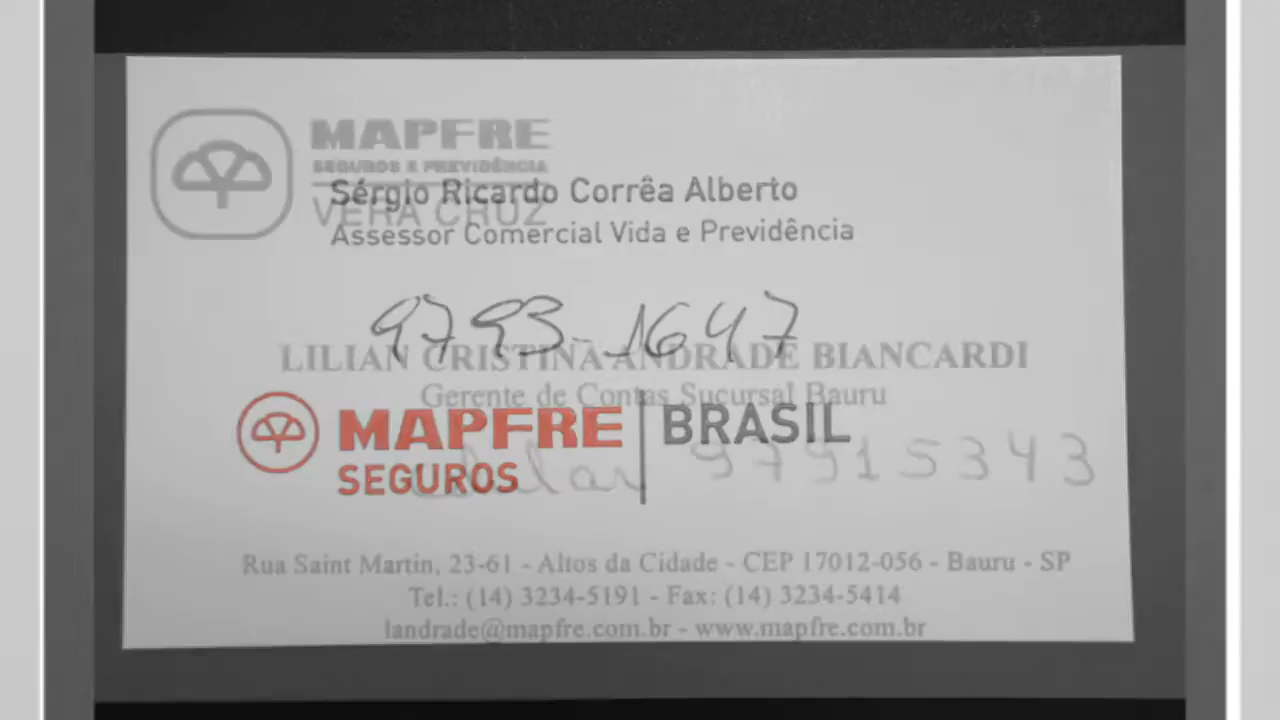 MAPFRE
SEGUROS E PREVIDÊNCIA
VERA CRUZ
Sérgio Ricardo Corrêa Alberto
Assessor Comercial Vida e Previdência
9793-1647
LILIAN CRISTINA ANDRADE BIANCARDI
Gerente de Contas Sucursal Bauru
MAPFRE | BRASIL
SEGUROS
97915343
Rua Saint Martin, 23-61 - Altos da Cidade - CEP 17012-056 - Bauru - SP
Tel.: (14) 3234-5191 - Fax: (14) 3234-5414
landrade@mapfre.com.br - www.mapfre.com.br